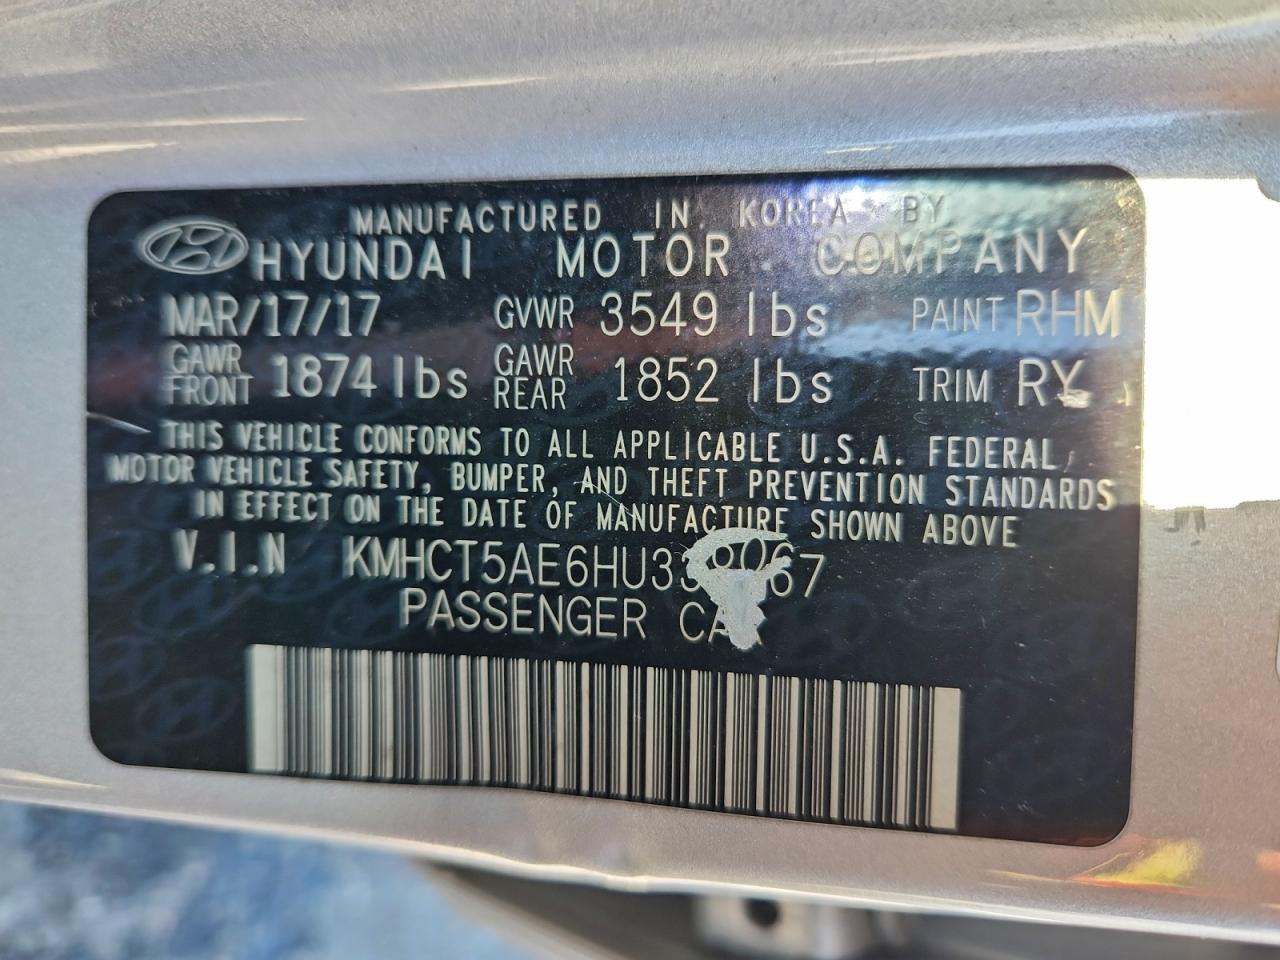 MANUFACTURED IN KOREA BY
HYUNDAI MOTOR COMPANY
MAR/17/17 GVWR 3549 lbs PAINT RHM
GAWR FRONT 1874 lbs GAWR REAR 1852 lbs TRIM RY
THIS VEHICLE CONFORMS TO ALL APPLICABLE U.S.A. FEDERAL
MOTOR VEHICLE SAFETY, BUMPER, AND THEFT PREVENTION STANDARDS
IN EFFECT ON THE DATE OF MANUFACTURE SHOWN ABOVE
V.I.N
PASSENGER CAR